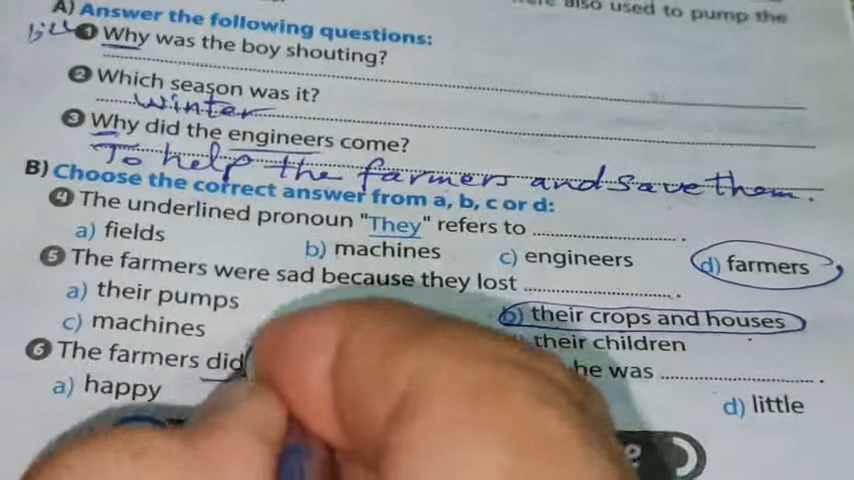 also used to pump the
A) Answer the following questions:
1 Why was the boy shouting?
2 Which season was it?
winter
3 Why did the engineers come?
To help the farmers and save them.
B) Choose the correct answer from a, b, c or d:
4 The underlined pronoun "They" refers to ............ .
a) fields b) machines c) engineers d) farmers
5 The farmers were sad because they lost ............ .
a) their pumps b) their crops and houses
c) machines their children
6 The farmers did he was ............ .
a) happy d) little